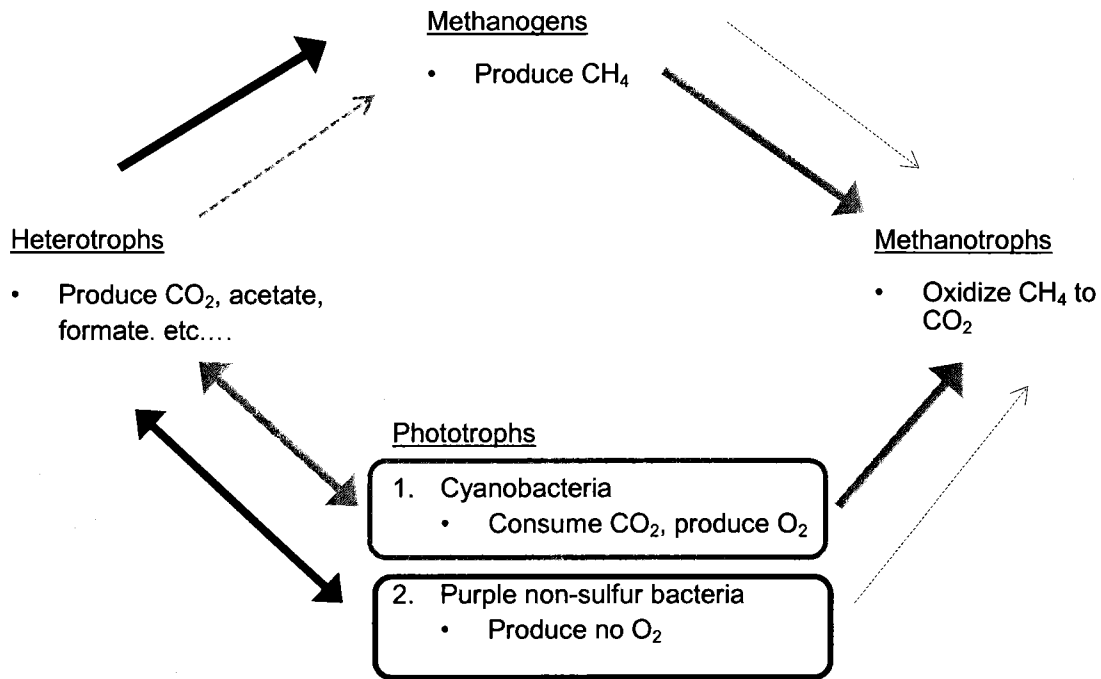 Methanogens
• Produce CH₄
Heterotrophs
• Produce CO₂, acetate,
formate. etc....
Methanotrophs
• Oxidize CH₄ to
CO₂
Phototrophs
1. Cyanobacteria
• Consume CO₂, produce O₂
2. Purple non-sulfur bacteria
• Produce no O₂